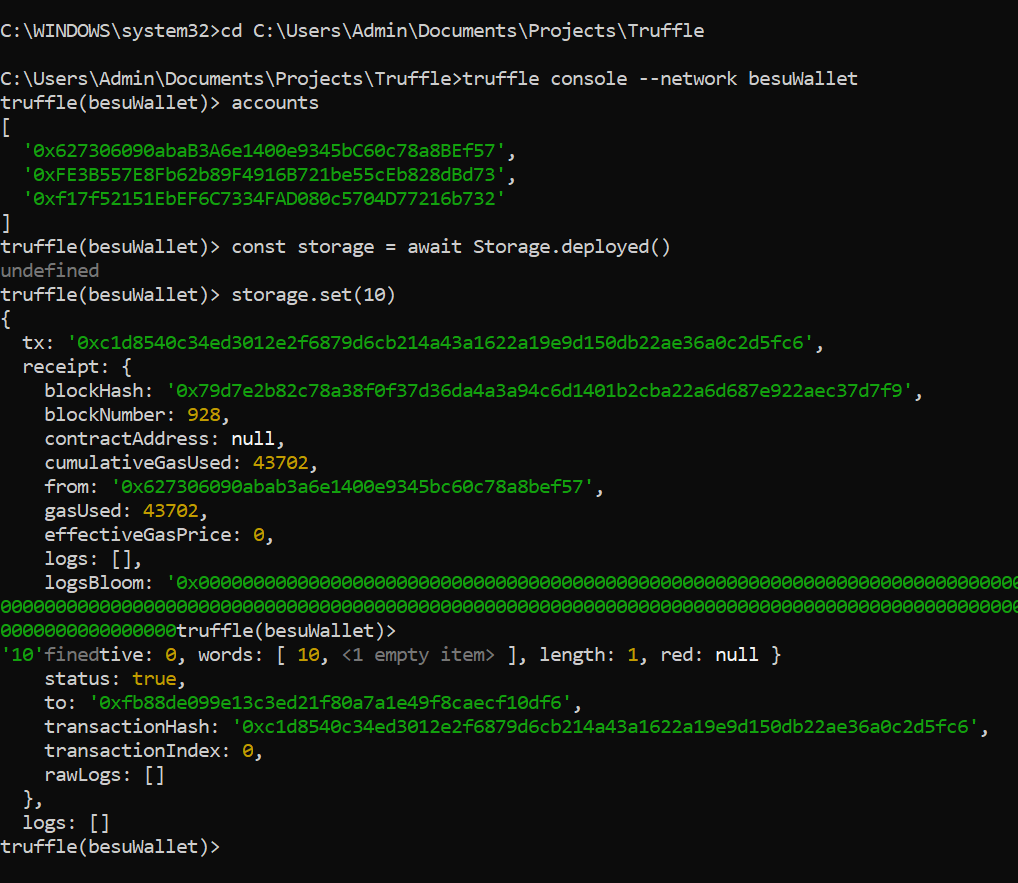 C:\WINDOWS\system32>cd C:\Users\Admin\Documents\Projects\Truffle
C:\Users\Admin\Documents\Projects\Truffle>truffle console --network besuWallet
truffle(besuWallet)> accounts
[
  '0x627306090abaB3A6e1400e9345bC60c78a8BEf57',
  '0xFE3B557E8Fb62b89F4916B721be55cEb828dBd73',
  '0xf17f52151EbEF6C7334FAD080c5704D77216b732'
]
truffle(besuWallet)> const storage = await Storage.deployed()
undefined
truffle(besuWallet)> storage.set(10)
{
  tx: '0xc1d8540c34ed3012e2f6879d6cb214a43a1622a19e9d150db22ae36a0c2d5fc6',
  receipt: {
    blockHash: '0x79d7e2b82c78a38f0f37d36da4a3a94c6d1401b2cba22a6d687e922aec37d7f9',
    blockNumber: 928,
    contractAddress: null,
    cumulativeGasUsed: 43702,
    from: '0x627306090abab3a6e1400e9345bc60c78a8bef57',
    gasUsed: 43702,
    effectiveGasPrice: 0,
    logs: [],
    logsBloom: '0x00000000000000000000000000000000000000000000000000000000000000000000000000
000000000000000000000000000000000000000000000000000000000000000000000000000000000000000000000
0000000000000000truffle(besuWallet)>
'10'finedtive: 0, words: [ 10, <1 empty item> ], length: 1, red: null }
    status: true,
    to: '0xfb88de099e13c3ed21f80a7a1e49f8caecf10df6',
    transactionHash: '0xc1d8540c34ed3012e2f6879d6cb214a43a1622a19e9d150db22ae36a0c2d5fc6',
    transactionIndex: 0,
    rawLogs: []
  },
  logs: []
truffle(besuWallet)>